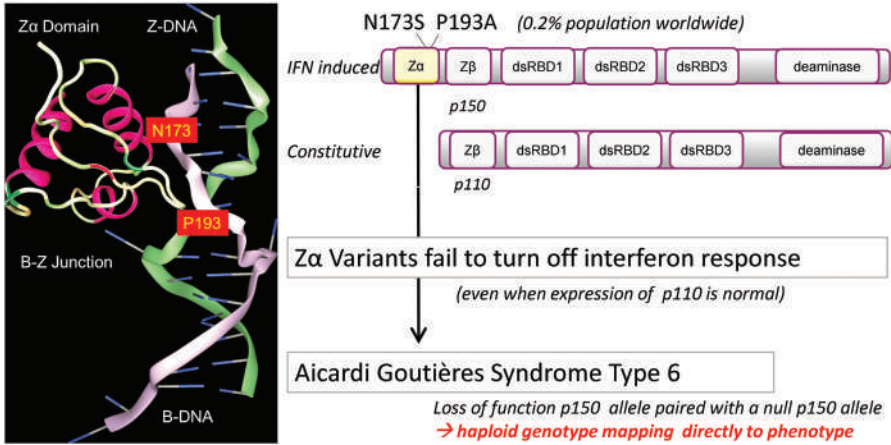 Zα Domain
Z-DNA
N173
P193
B-Z Junction
B-DNA
N173S P193A (0.2% population worldwide)
IFN induced
Zα
Zβ
dsRBD1
dsRBD2
dsRBD3
deaminase
p150
Constitutive
Zβ
dsRBD1
dsRBD2
dsRBD3
deaminase
p110
Zα Variants fail to turn off interferon response
(even when expression of p110 is normal)
Aicardi Goutières Syndrome Type 6
Loss of function p150 allele paired with a null p150 allele
→ haploid genotype mapping directly to phenotype